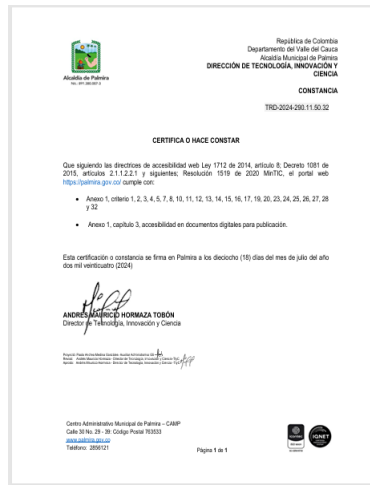 República de Colombia
Departamento del Valle del Cauca
Alcaldía Municipal de Palmira
DIRECCIÓN DE TECNOLOGÍA, INNOVACIÓN Y
CIENCIA
Alcaldía de Palmira
CONSTANCIA
TRD-2024-290.11.50.32
CERTIFICA O HACE CONSTAR
Que siguiendo las directrices de accesibilidad web Ley 1712 de 2014, artículo 8; Decreto 1081 de
2015, artículos 2.1.1.2.2.1 y siguientes; Resolución 1519 de 2020 MinTIC, el portal web
https://palmira.gov.co/ cumple con:
• Anexo 1, criterio 1, 2, 3, 4, 5, 7, 8, 10, 11, 12, 13, 14, 15, 16, 17, 19, 20, 23, 24, 25, 26, 27, 28
y 32
• Anexo 1, capítulo 3, accesibilidad en documentos digitales para publicación.
Esta certificación o constancia se firma en Palmira a los dieciocho (18) días del mes de julio del año
dos mil veinticuatro (2024)
ANDRÉS MAURICIO HORMAZA TOBÓN
Director de Tecnología, Innovación y Ciencia
Centro Administrativo Municipal de Palmira – CAMP
Calle 30 No. 29 - 39: Código Postal 763533
www.palmira.gov.co
Teléfono: 2856121
Página 1 de 1
IQNET